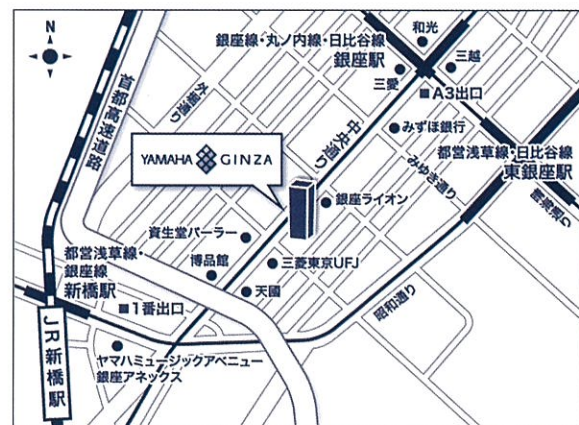 N
和光
銀座線・丸ノ内線・日比谷線
銀座駅
三越
三愛
■A3出口
外堀通り
中央通り
みずほ銀行
首都高速道路
都営浅草線・日比谷線
東銀座駅
YAMAHA GINZA
みゆき通り
晴海通り
銀座ライオン
資生堂パーラー
都営浅草線・
銀座線
新橋駅
博品館
三菱東京UFJ
■1番出口
天國
昭和通り
JR新橋駅
ヤマハミュージックアベニュー
銀座アネックス